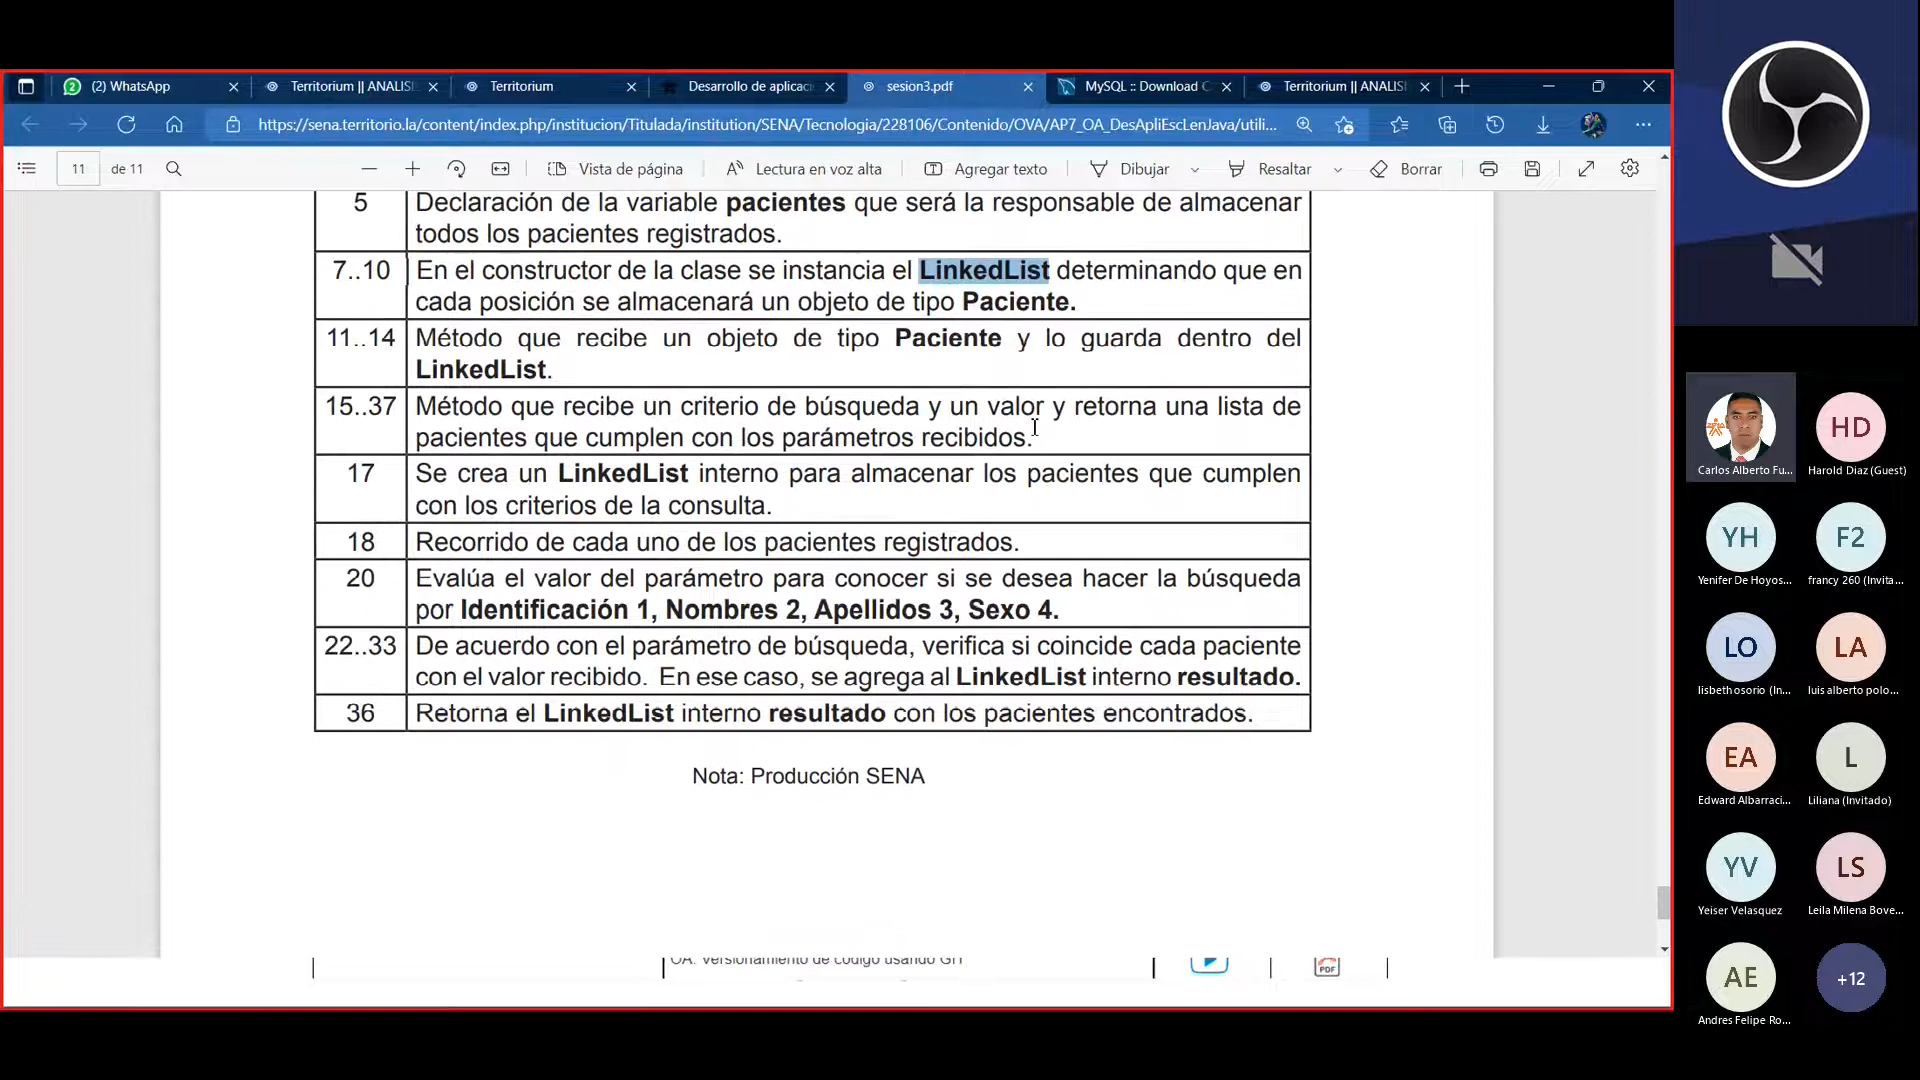 (2) WhatsApp
Territorium || ANALISI
Territorium
Desarrollo de aplicaci
sesion3.pdf
MySQL :: Download C
Territorium || ANALISI
https://sena.territorio.la/content/index.php/institucion/Titulada/institution/SENA/Tecnologia/228106/Contenido/OVA/AP7_OA_DesApliEscLenJava/utili...
11 de 11
Vista de página
Lectura en voz alta
Agregar texto
Dibujar
Resaltar
Borrar
5 Declaración de la variable pacientes que será la responsable de almacenar
todos los pacientes registrados.
7..10 En el constructor de la clase se instancia el LinkedList determinando que en
cada posición se almacenará un objeto de tipo Paciente.
11..14 Método que recibe un objeto de tipo Paciente y lo guarda dentro del
LinkedList.
15..37 Método que recibe un criterio de búsqueda y un valor y retorna una lista de
pacientes que cumplen con los parámetros recibidos.
17 Se crea un LinkedList interno para almacenar los pacientes que cumplen
con los criterios de la consulta.
18 Recorrido de cada uno de los pacientes registrados.
20 Evalúa el valor del parámetro para conocer si se desea hacer la búsqueda
por Identificación 1, Nombres 2, Apellidos 3, Sexo 4.
22..33 De acuerdo con el parámetro de búsqueda, verifica si coincide cada paciente
con el valor recibido. En ese caso, se agrega al LinkedList interno resultado.
36 Retorna el LinkedList interno resultado con los pacientes encontrados.
Nota: Producción SENA
OA. Versionamiento de código usando GIT
PDF
Carlos Alberto Fu...
HD
Harold Diaz (Guest)
YH
Yenifer De Hoyos...
F2
francy 260 (Invita...
LO
lisbeth osorio (In...
LA
luis alberto polo...
EA
Edward Albarraci...
L
Liliana (Invitado)
YV
Yeiser Velasquez
LS
Leila Milena Bove...
AE
Andres Felipe Ro...
+12